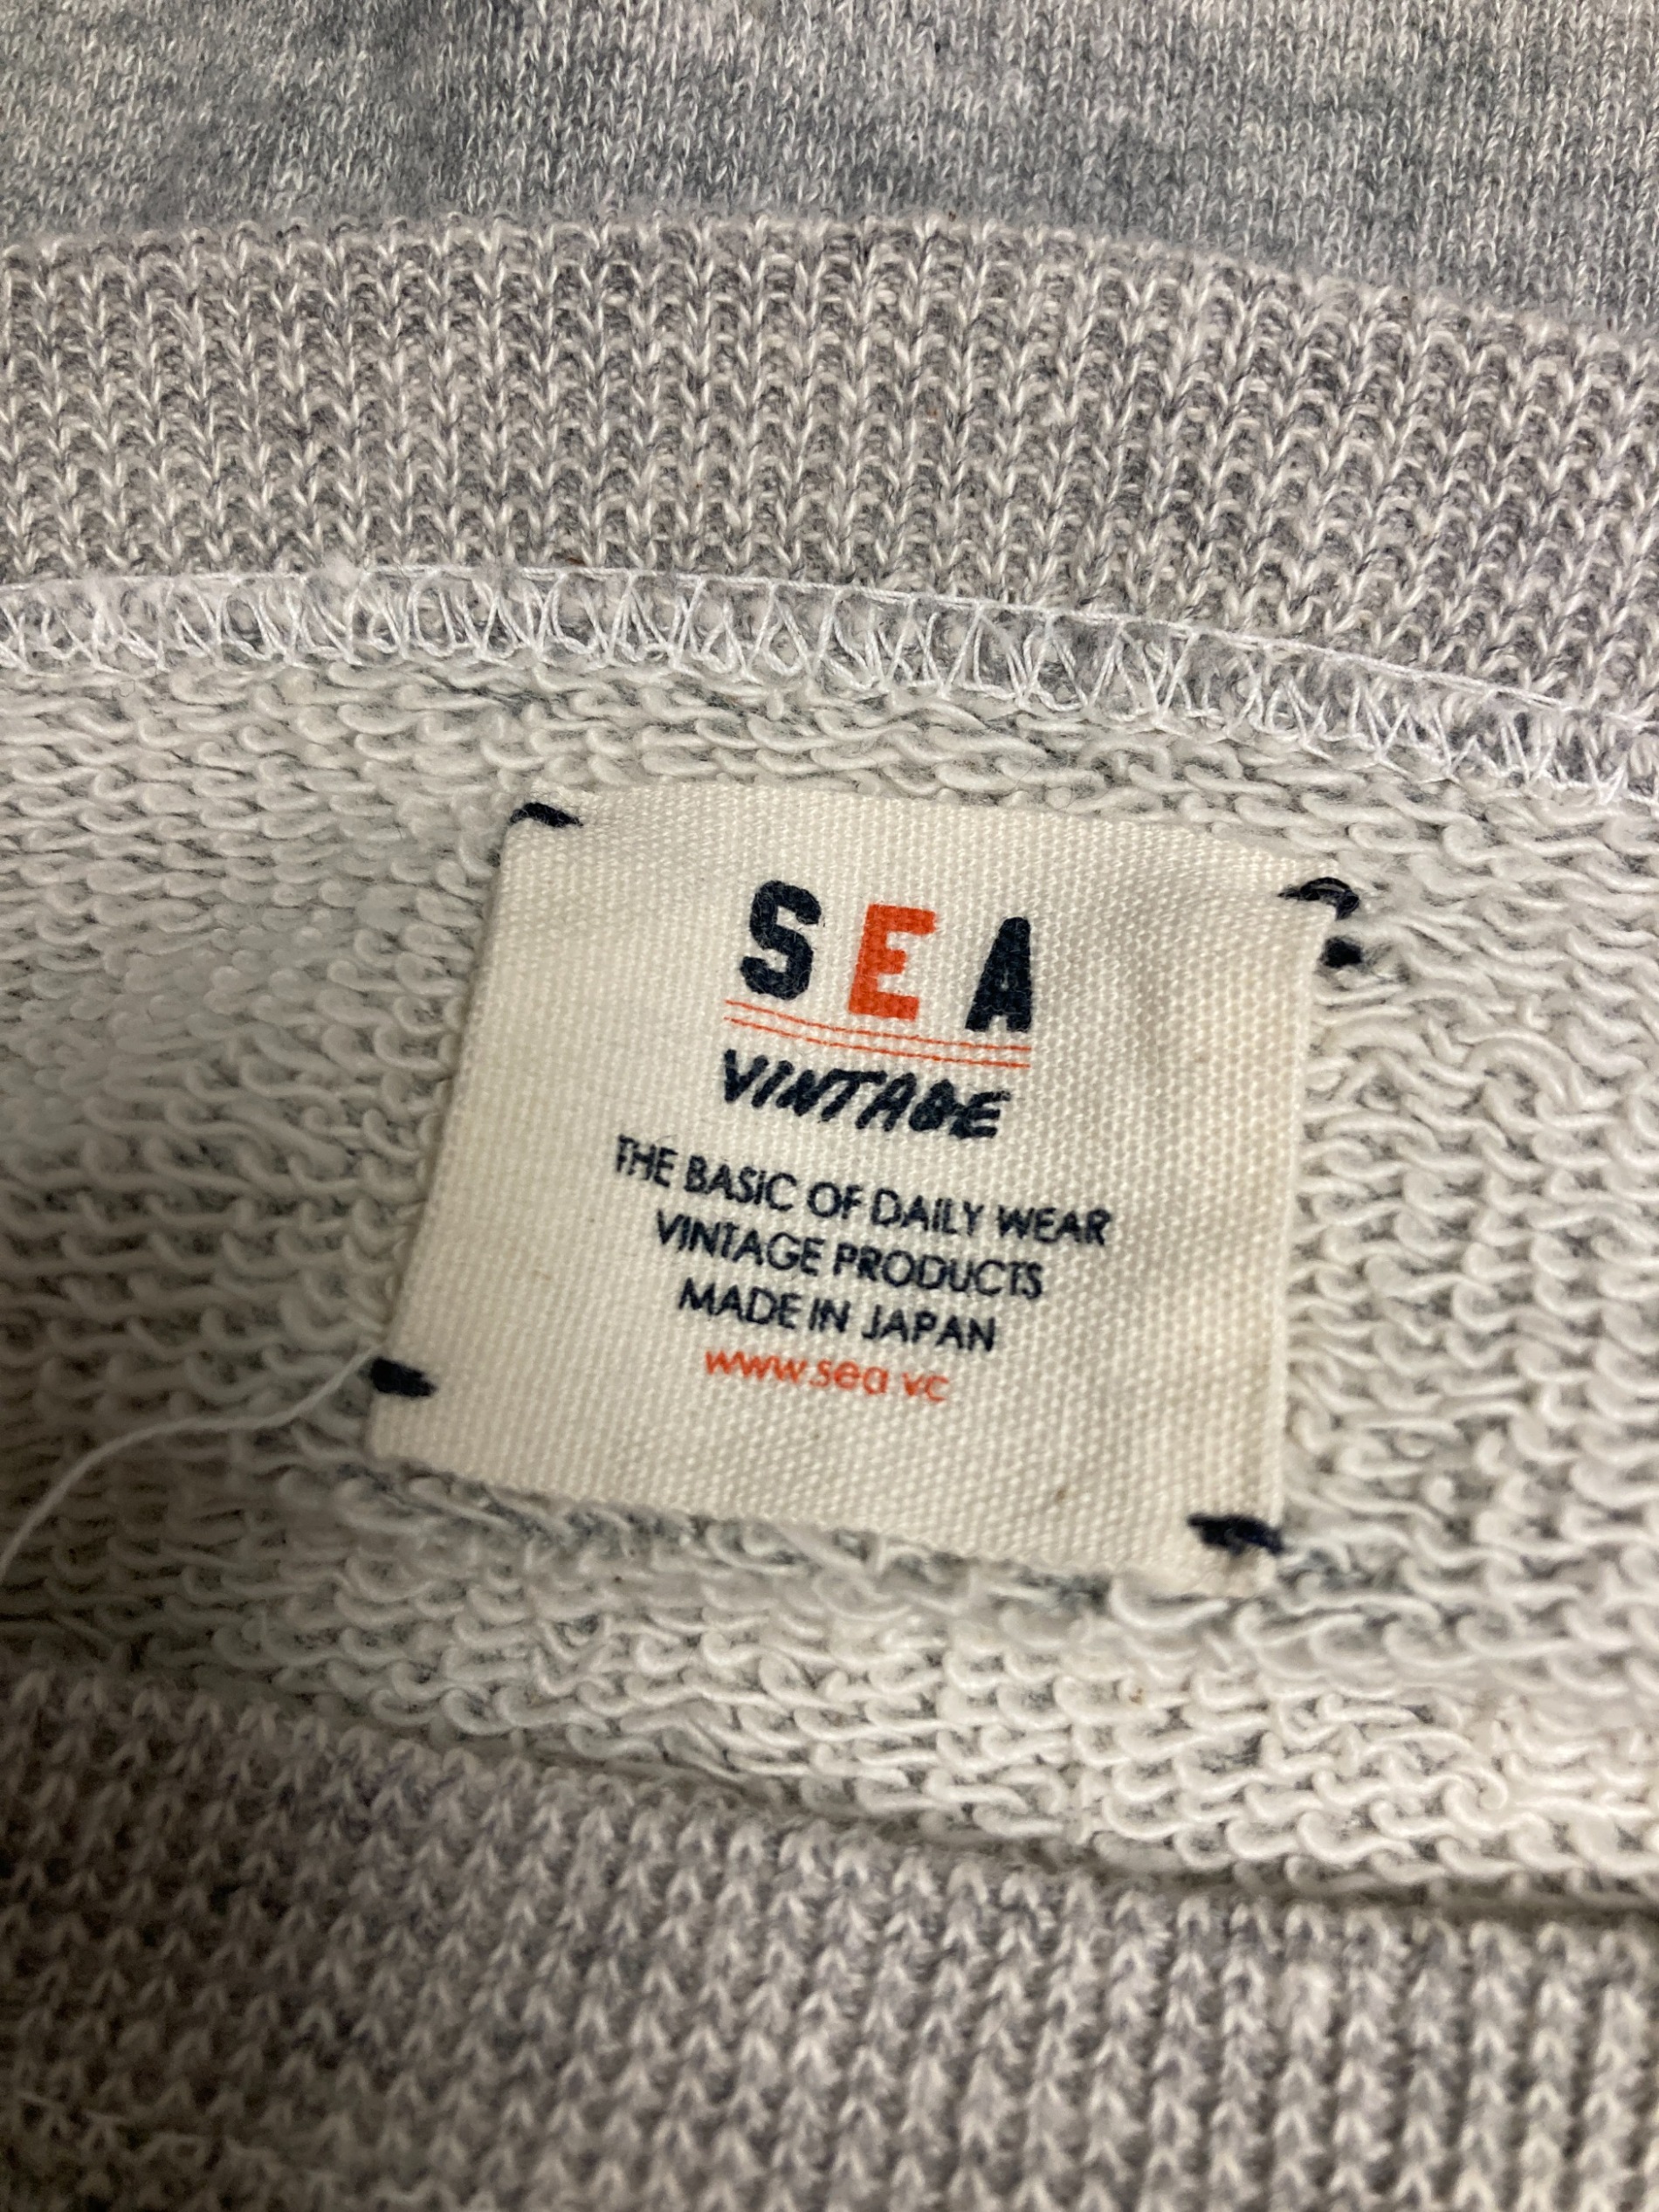 SEA
VINTAGE
THE BASIC OF DAILY WEAR
VINTAGE PRODUCTS
MADE IN JAPAN
www.sea.vc